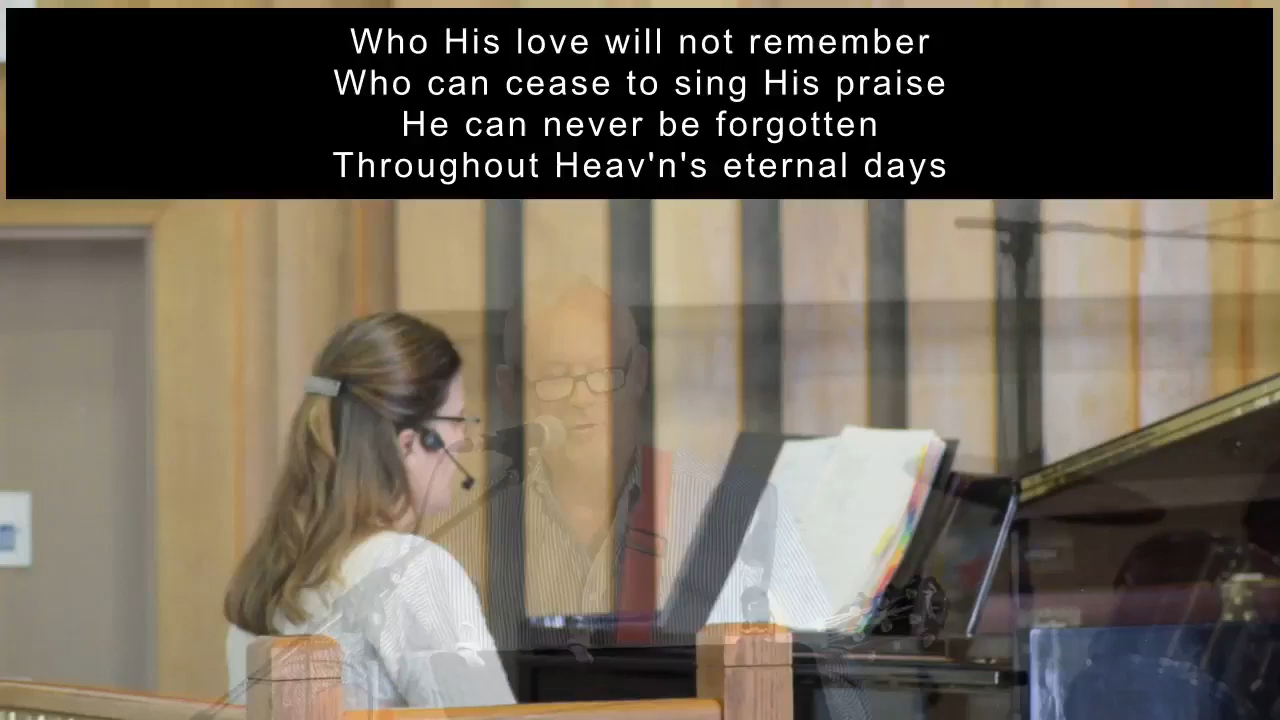 Who His love will not remember
Who can cease to sing His praise
He can never be forgotten
Throughout Heav'n's eternal days